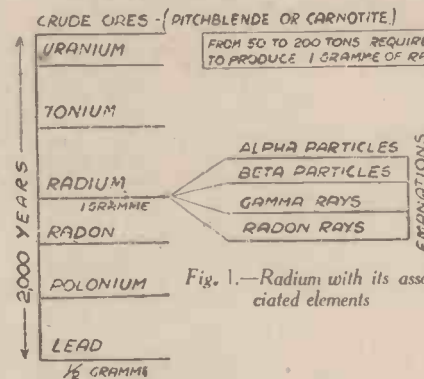 CRUDE ORES - (PITCHBLENDE OR CARNOTITE)
FROM 50 TO 200 TONS
TO PRODUCE 1 GRAMME OF
URANIUM
IONIUM
RADIUM
1 GRAMME
RADON
POLONIUM
LEAD
1/2 GRAMME
2,000 YEARS
ALPHA PARTICLES
BETA PARTICLES
GAMMA RAYS
RADON RAYS
EMANATIONS
Fig. 1.—Radium with its asso-
ciated elements